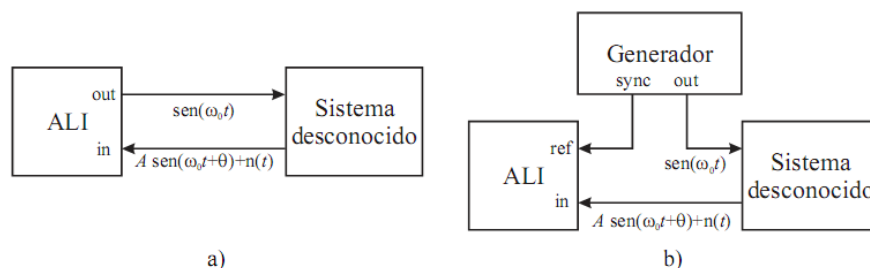 out
ALI
in
sen(ω₀t)
A sen(ω₀t+θ)+n(t)
Sistema
desconocido
a)
Generador
sync out
ref
ALI
in
sen(ω₀t)
A sen(ω₀t+θ)+n(t)
Sistema
desconocido
b)